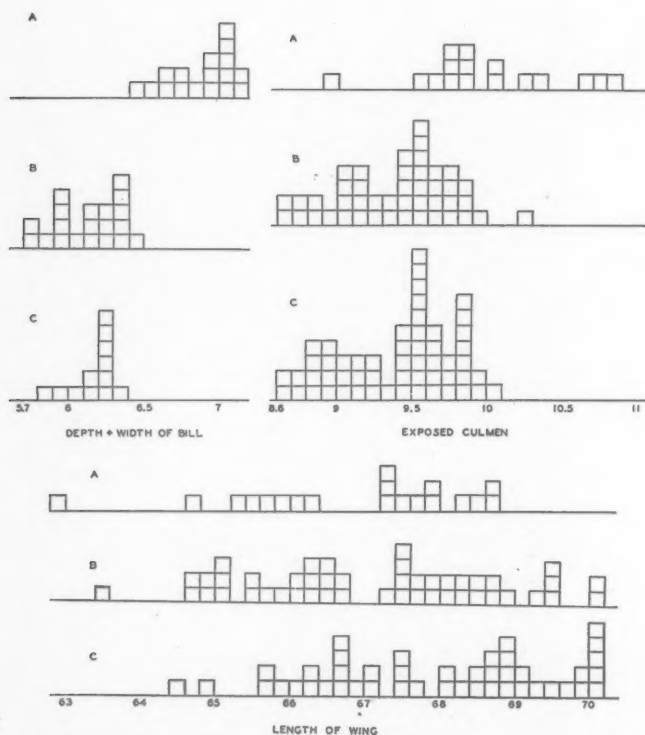 A
A
B
B
C
C
5.7 6 6.5 7
8.6 9 9.5 10 10.5 11
DEPTH + WIDTH OF BILL
EXPOSED CULMEN
A
B
C
63 64 65 66 67 68 69 70
LENGTH OF WING